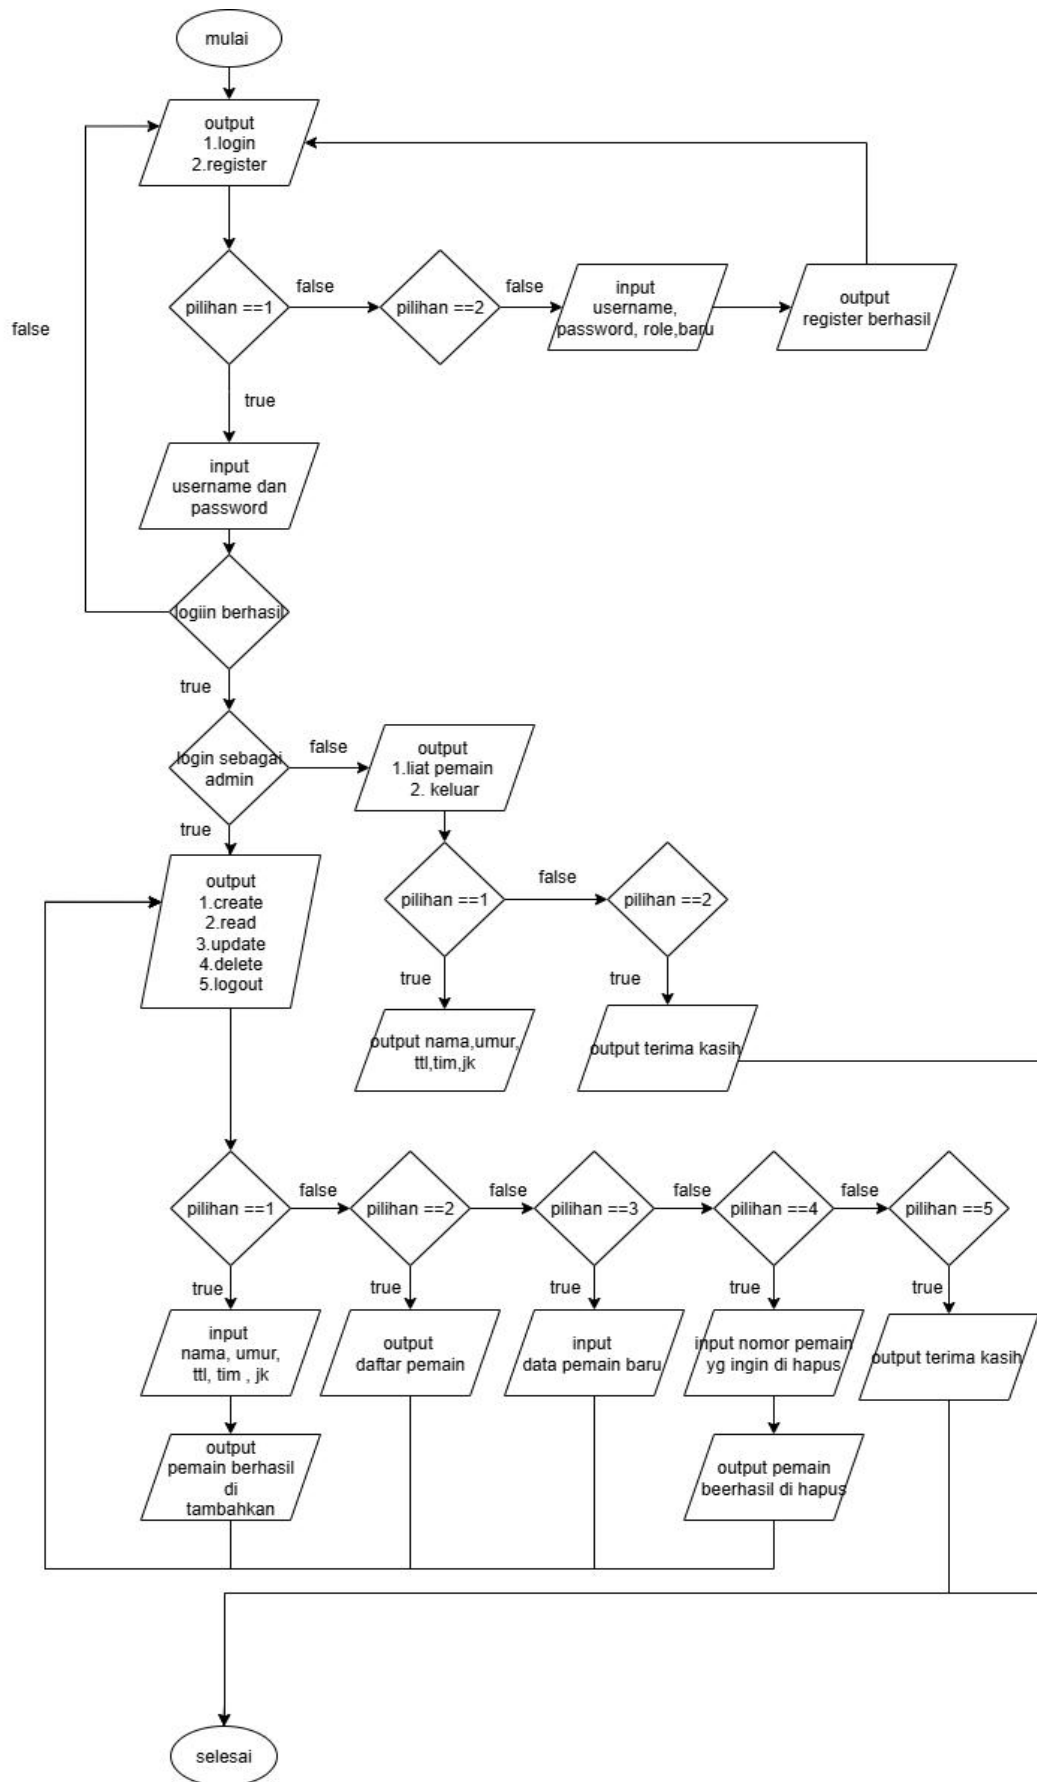 mulai
output
1.login
2.register
pilihan ==1
false
pilihan ==2
false
input
username,
password, role,baru
output
register berhasil
false
true
input
username dan
password
logiin berhasil
true
login sebagai
admin
false
output
1.liat pemain
2. keluar
true
output
1.create
2.read
3.update
4.delete
5.logout
pilihan ==1
false
pilihan ==2
true
true
output nama,umur,
ttl,tim,jk
output terima kasih
pilihan ==1
false
pilihan ==2
false
pilihan ==3
false
pilihan ==4
false
pilihan ==5
true
true
true
true
true
input
nama, umur,
ttl, tim , jk
output
daftar pemain
input
data pemain baru
input nomor pemain
yg ingin di hapus
output terima kasih
output
pemain berhasil
di
tambahkan
output pemain
beerhasil di hapus
selesai